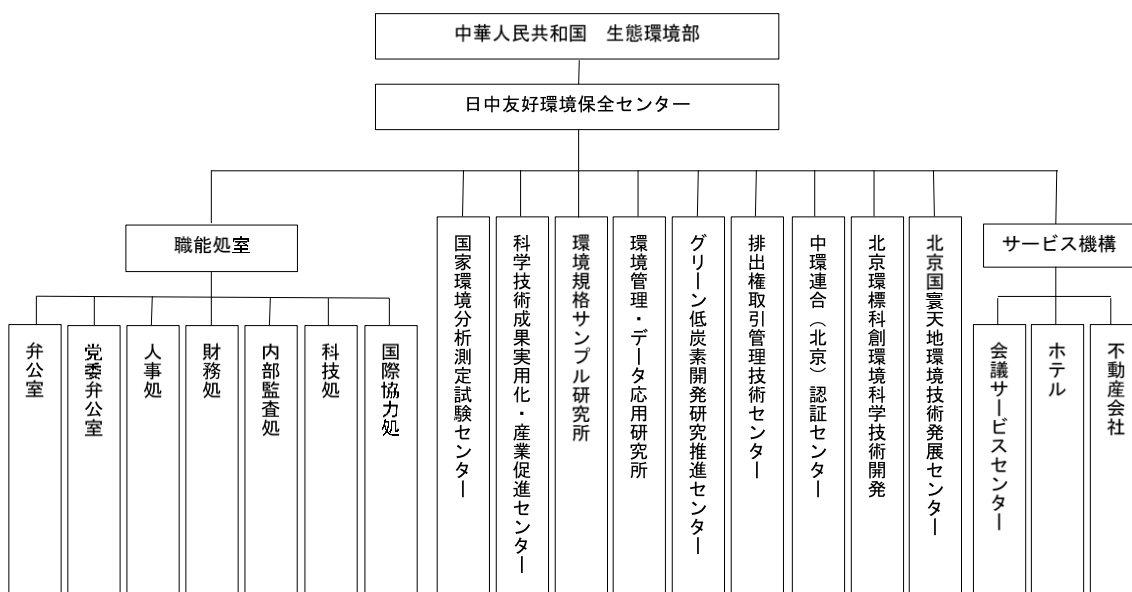 中華人民共和国　生態環境部
日中友好環境保全センター
職能処室
弁公室
党委弁公室
人事処
財務処
内部監査処
科技処
国際協力処
国家環境分析測定試験センター
科学技術成果実用化・産業促進センター
環境規格サンプル研究所
環境管理・データ応用研究所
グリーン低炭素開発研究推進センター
排出権取引管理技術センター
中環連合（北京）認証センター
北京環標科創環境科学技術開発
北京国寰天地環境技術発展センター
サービス機構
会議サービスセンター
ホテル
不動産会社